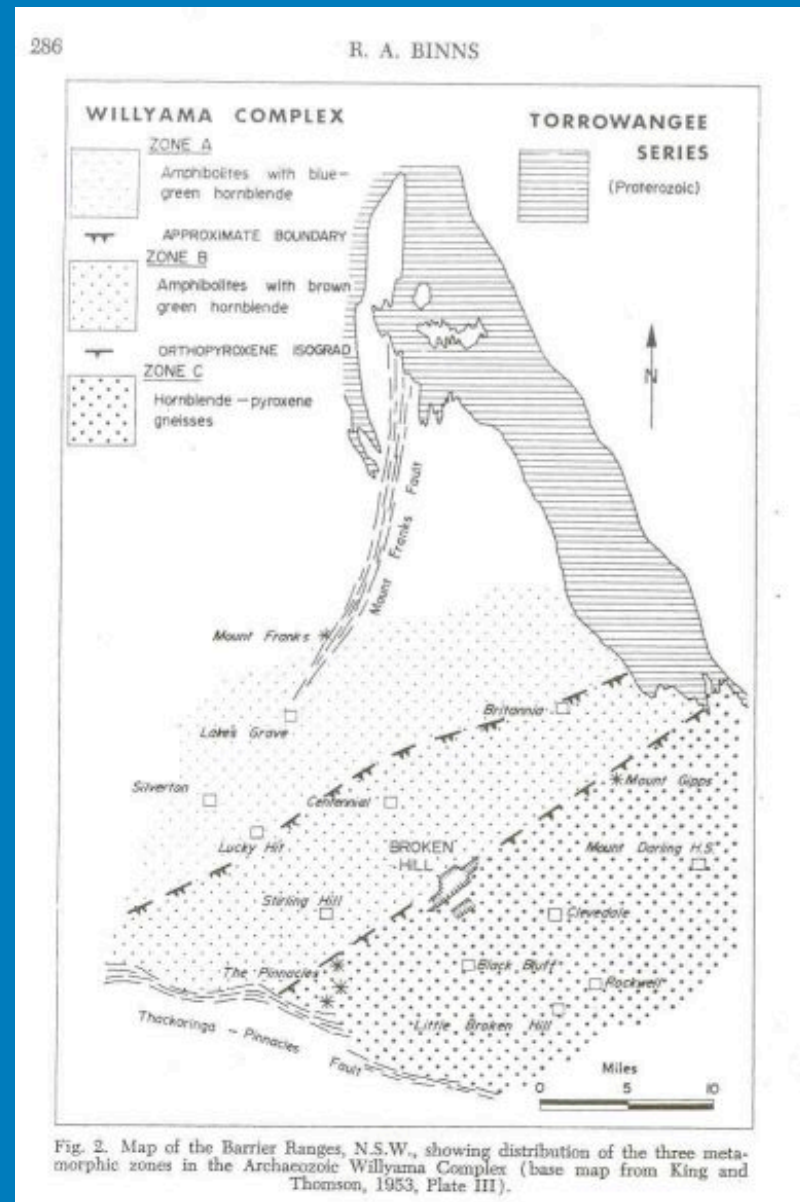 286
R. A. BINNS
WILLYAMA COMPLEX
ZONE A
Amphibolites with blue-
green hornblende
APPROXIMATE BOUNDARY
ZONE B
Amphibolites with brown
green hornblende
ORTHOPYROXENE ISOGRAD
ZONE C
Hornblende - pyroxene
gneisses
TORROWANGEE
SERIES
(Proterozoic)
N
Mount Franks Fault
Mount Franks
Lakes Grave
Britannia
Silverton
Centennial
Mount Gipps
Lucky Hit
BROKEN
HILL
Mount Darling H.S.
Stirling Hill
Clevedale
The Pinnacles
Black Bluff
Rockwell
Little Broken Hill
Thackaringa - Pinnacles Fault
Miles
0 5 10
Fig. 2. Map of the Barrier Ranges, N.S.W., showing distribution of the three meta-
morphic zones in the Archaeozoic Willyama Complex (base map from King and
Thomson, 1953, Plate III).